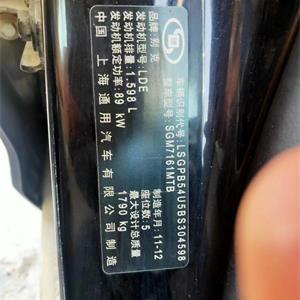 品牌:别克
发动机型号:LDE
发动机排量:1.598 L
发动机额定功率:89 kW
中国 上海通用汽车有限公司制造
车辆识别代号:LSGPB54U5BS304598
整车型号:SGM7161MTB
制造年月:11-12
座位数:5
最大设计总质量
1790 kg